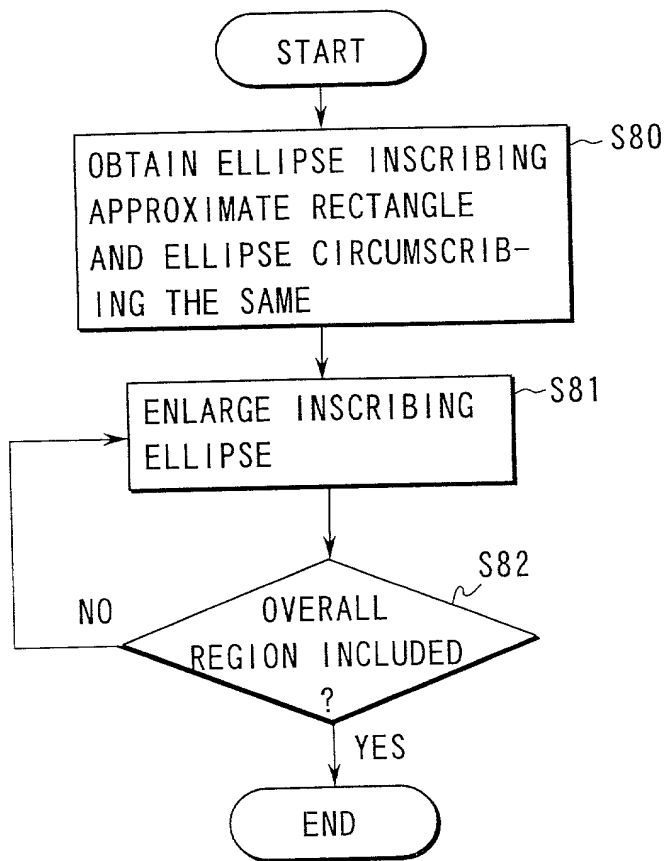 START
S80
OBTAIN ELLIPSE INSCRIBING
APPROXIMATE RECTANGLE
AND ELLIPSE CIRCUMSCRIB-
ING THE SAME
S81
ENLARGE INSCRIBING
ELLIPSE
S82
NO
OVERALL
REGION INCLUDED
?
YES
END